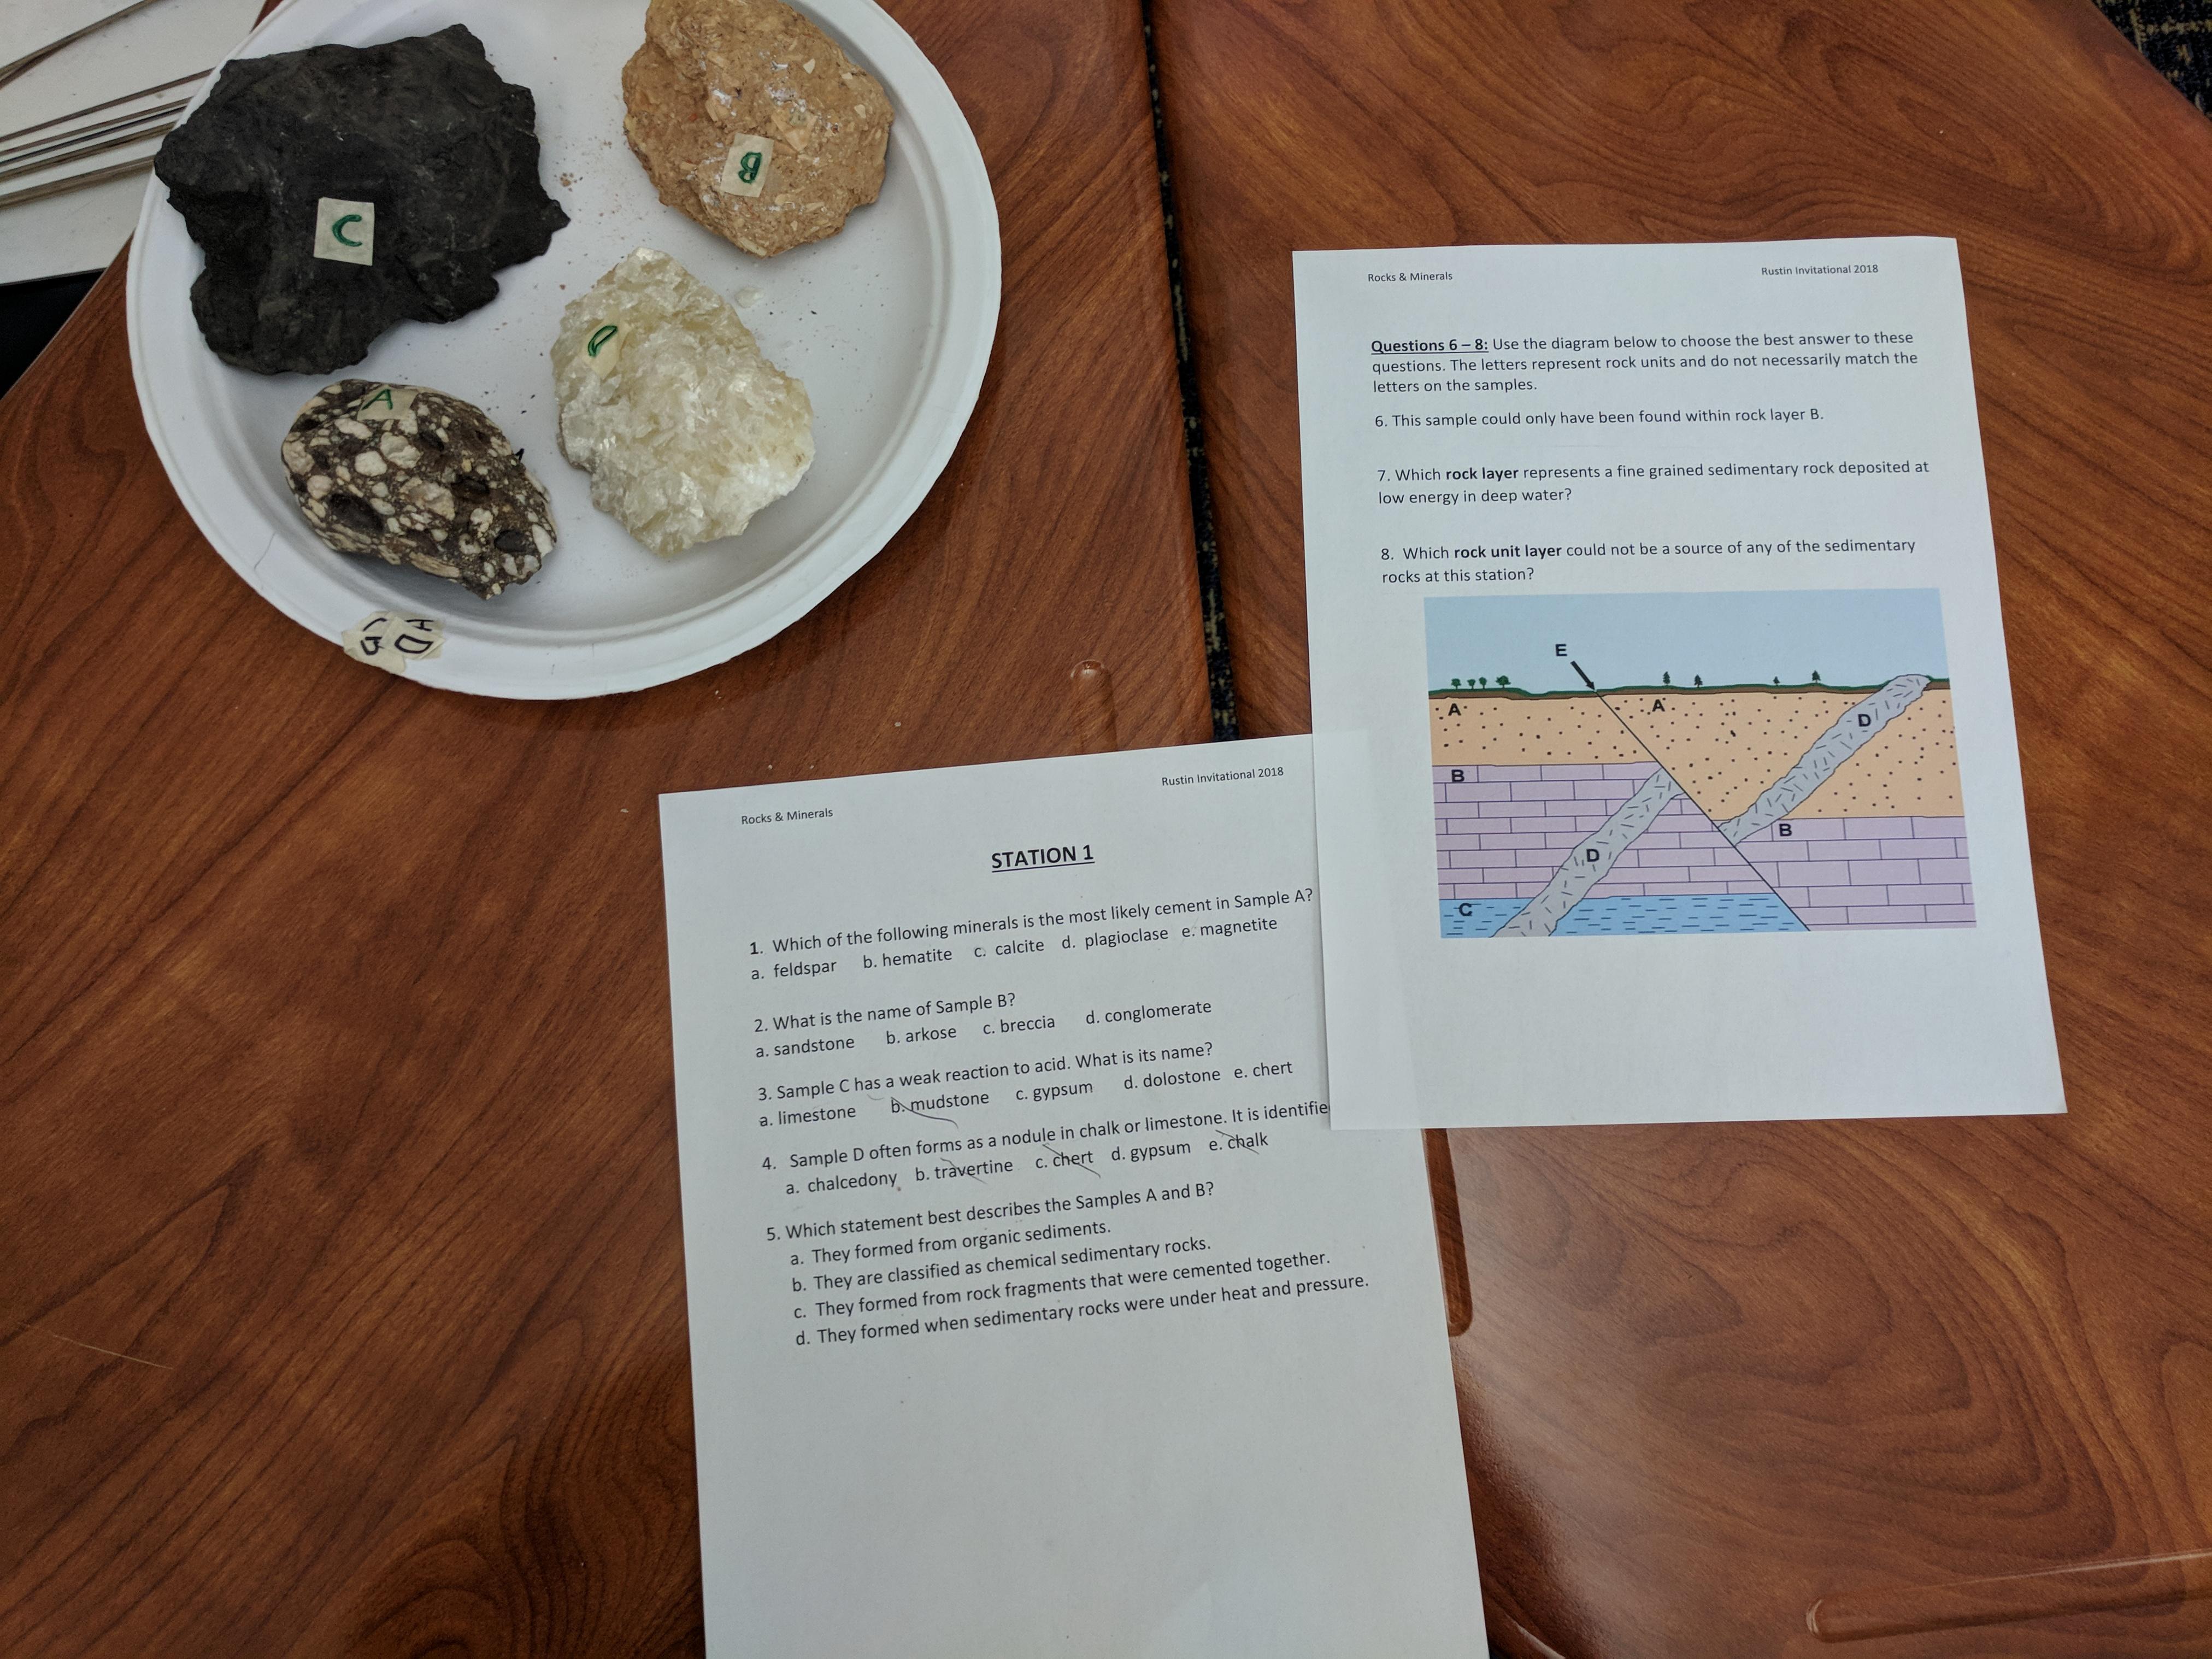 C
B
D
A
Rocks & Minerals
Rustin Invitational 2018
STATION 1
1. Which of the following minerals is the most likely cement in Sample A?
a. feldspar b. hematite c. calcite d. plagioclase e. magnetite
2. What is the name of Sample B?
a. sandstone b. arkose c. breccia d. conglomerate
3. Sample C has a weak reaction to acid. What is its name?
a. limestone b. mudstone c. gypsum d. dolostone e. chert
4. Sample D often forms as a nodule in chalk or limestone. It is identifie
a. chalcedony b. travertine c. chert d. gypsum e. chalk
5. Which statement best describes the Samples A and B?
a. They formed from organic sediments.
b. They are classified as chemical sedimentary rocks.
c. They formed from rock fragments that were cemented together.
d. They formed when sedimentary rocks were under heat and pressure.
Rocks & Minerals
Rustin Invitational 2018
Questions 6 – 8: Use the diagram below to choose the best answer to these
questions. The letters represent rock units and do not necessarily match the
letters on the samples.
6. This sample could only have been found within rock layer B.
7. Which rock layer represents a fine grained sedimentary rock deposited at
low energy in deep water?
8. Which rock unit layer could not be a source of any of the sedimentary
rocks at this station?
E
A
A
D
B
B
D
C